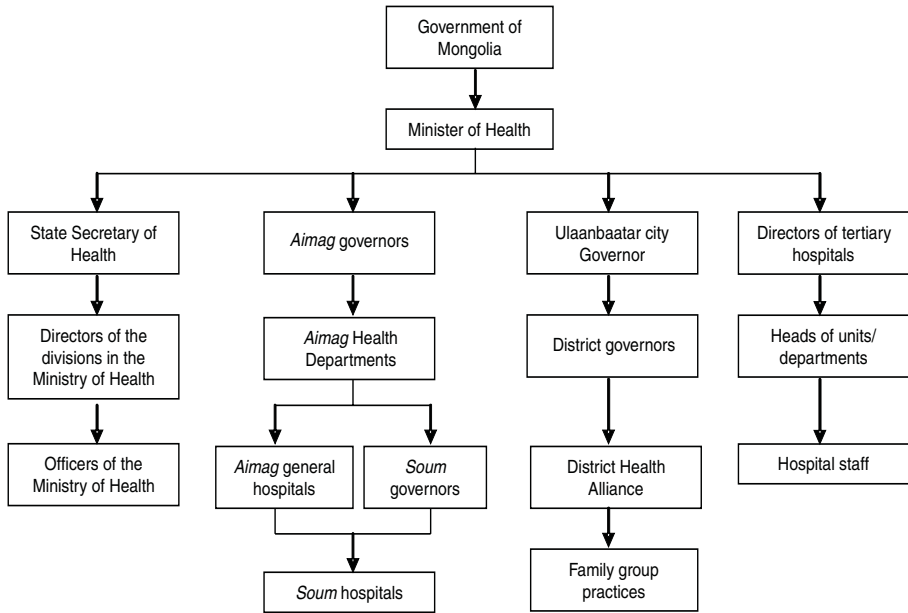 Government of
Mongolia
Minister of Health
State Secretary of
Health
Aimag governors
Ulaanbaatar city
Governor
Directors of tertiary
hospitals
Directors of the
divisions in the
Ministry of Health
Aimag Health
Departments
District governors
Heads of units/
departments
Officers of the
Ministry of Health
Aimag general
hospitals
Soum
governors
District Health
Alliance
Hospital staff
Soum hospitals
Family group
practices